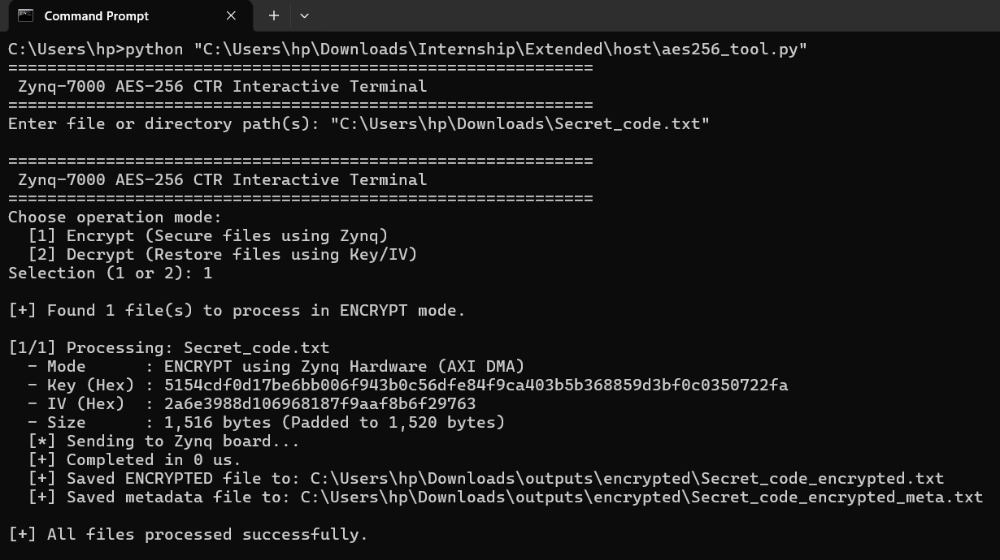 Command Prompt
C:\Users\hp>python "C:\Users\hp\Downloads\Internship\Extended\host\aes256_tool.py"
============================================================
Zynq-7000 AES-256 CTR Interactive Terminal
============================================================
Enter file or directory path(s): "C:\Users\hp\Downloads\Secret_code.txt"
============================================================
Zynq-7000 AES-256 CTR Interactive Terminal
============================================================
Choose operation mode:
[1] Encrypt (Secure files using Zynq)
[2] Decrypt (Restore files using Key/IV)
Selection (1 or 2): 1
[+] Found 1 file(s) to process in ENCRYPT mode.
[1/1] Processing: Secret_code.txt
- Mode : ENCRYPT using Zynq Hardware (AXI DMA)
- Key (Hex) : 5154cdf0d17be6bb006f943b0c56dfe84f9ca403b5b368859d3bf0c0350722fa
- IV (Hex) : 2a6e3988d106968187f9aaf8b6f29763
- Size : 1,516 bytes (Padded to 1,520 bytes)
[*] Sending to Zynq board...
[+] Completed in 0 us.
[+] Saved ENCRYPTED file to: C:\Users\hp\Downloads\outputs\encrypted\Secret_code_encrypted.txt
[+] Saved metadata file to: C:\Users\hp\Downloads\outputs\encrypted\Secret_code_encrypted_meta.txt
[+] All files processed successfully.